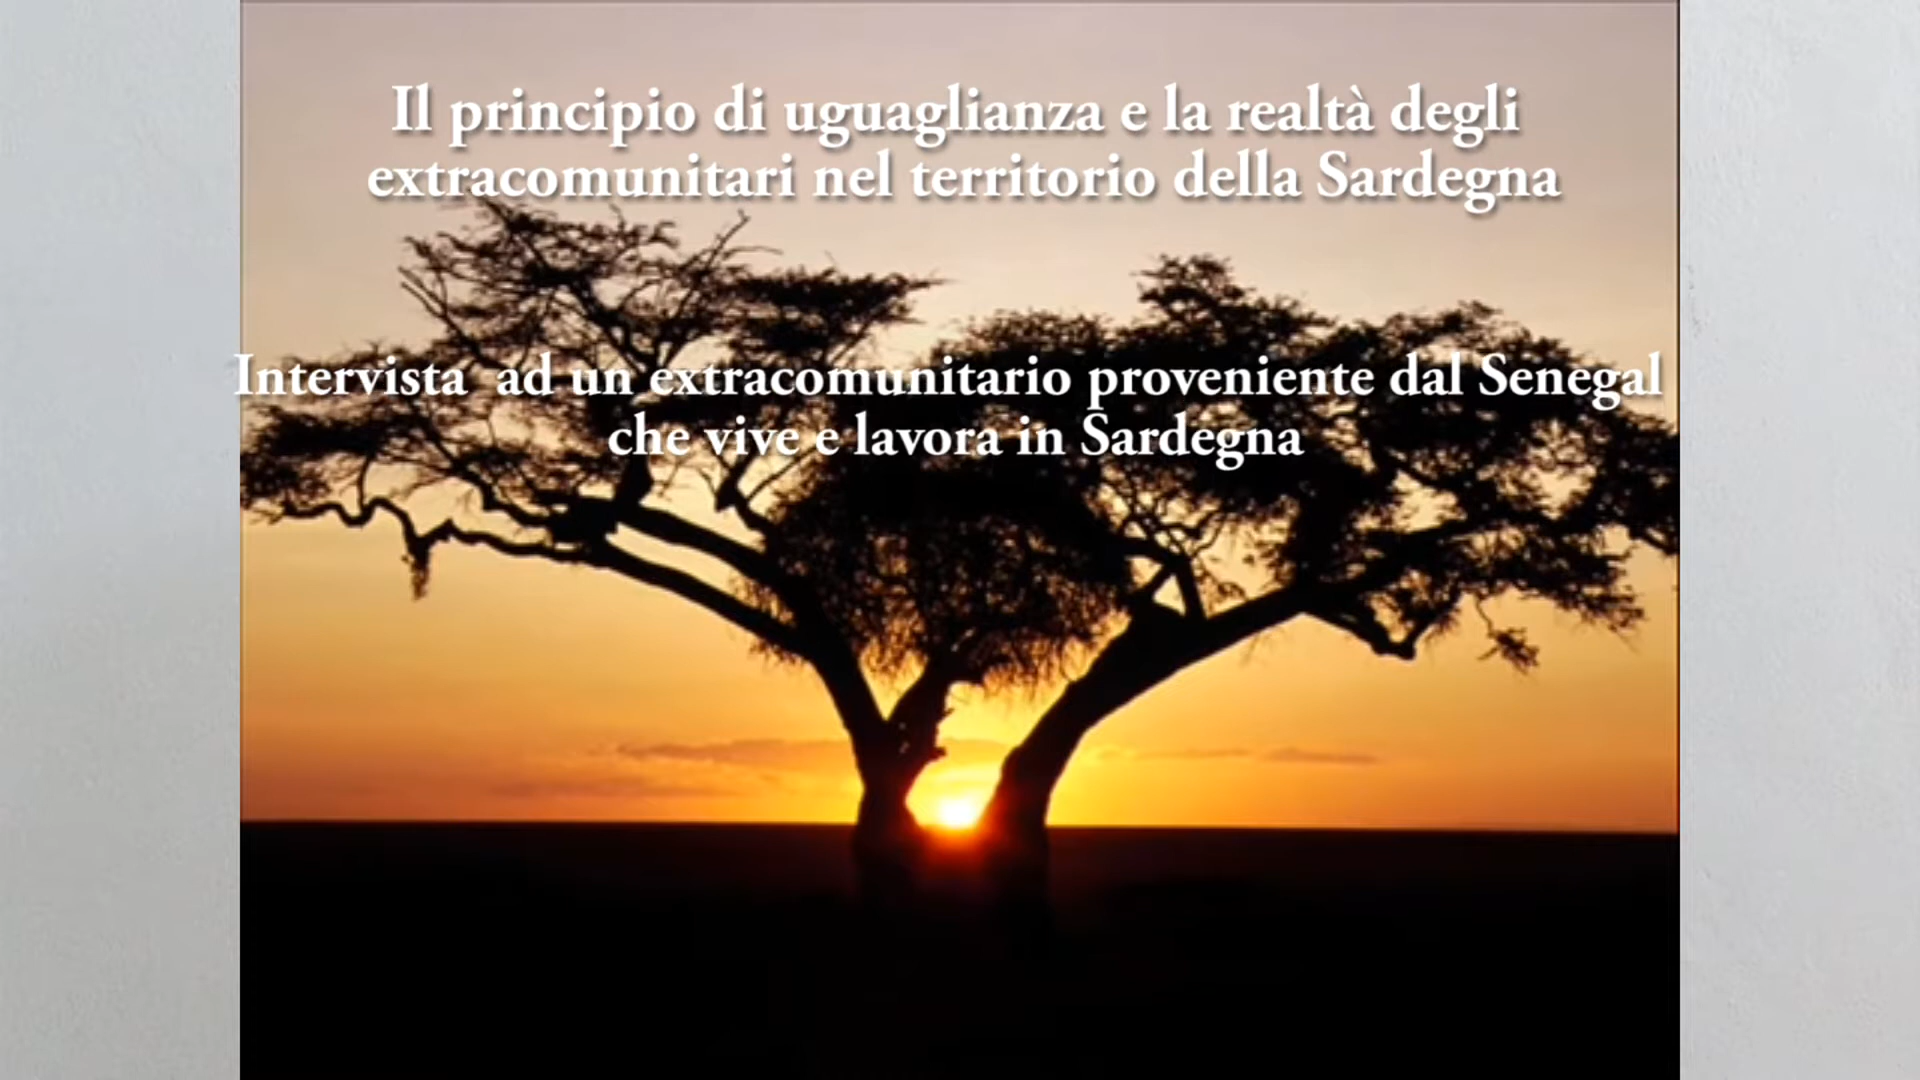 Il principio di uguaglianza e la realtà degli
extracomunitari nel territorio della Sardegna
Intervista ad un extracomunitario proveniente dal Senegal
che vive e lavora in Sardegna